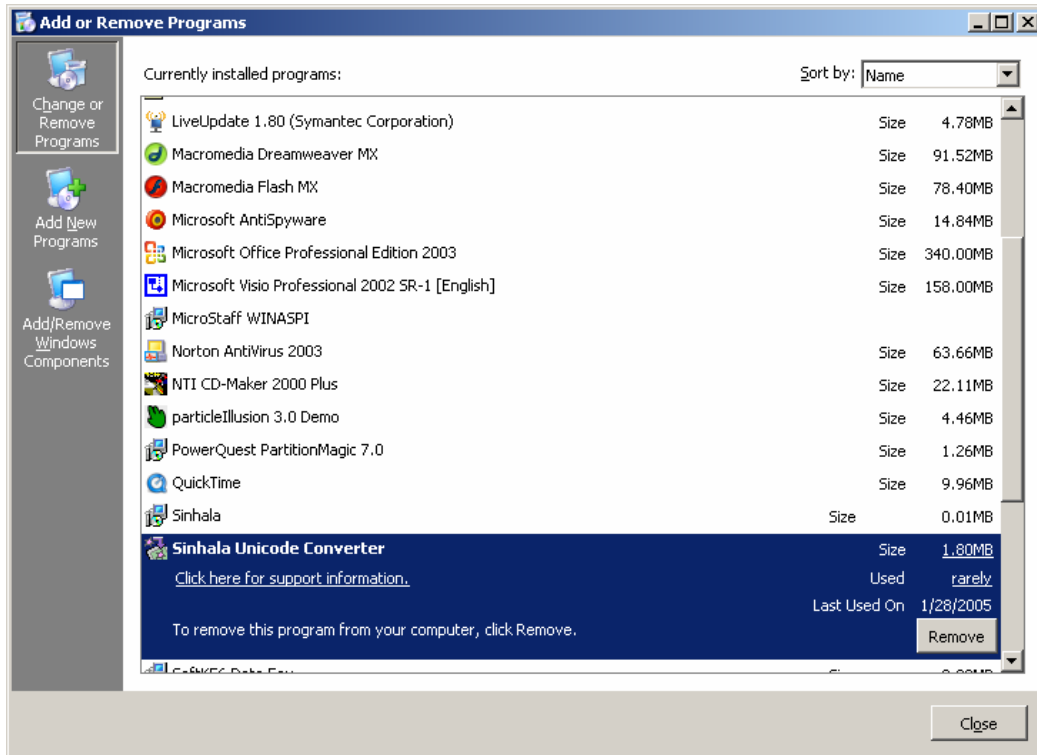 Add or Remove Programs
Change or
Remove
Programs
Add New
Programs
Add/Remove
Windows
Components
Currently installed programs:
Sort by: Name
LiveUpdate 1.80 (Symantec Corporation) Size 4.78MB
Macromedia Dreamweaver MX Size 91.52MB
Macromedia Flash MX Size 78.40MB
Microsoft AntiSpyware Size 14.84MB
Microsoft Office Professional Edition 2003 Size 340.00MB
Microsoft Visio Professional 2002 SR-1 [English] Size 158.00MB
MicroStaff WINASPI
Norton AntiVirus 2003 Size 63.66MB
NTI CD-Maker 2000 Plus Size 22.11MB
particleIllusion 3.0 Demo Size 4.46MB
PowerQuest PartitionMagic 7.0 Size 1.26MB
QuickTime Size 9.96MB
Sinhala Size 0.01MB
Sinhala Unicode Converter Size 1.80MB
Click here for support information. Used rarely
Last Used On 1/28/2005
To remove this program from your computer, click Remove.
Remove
Close